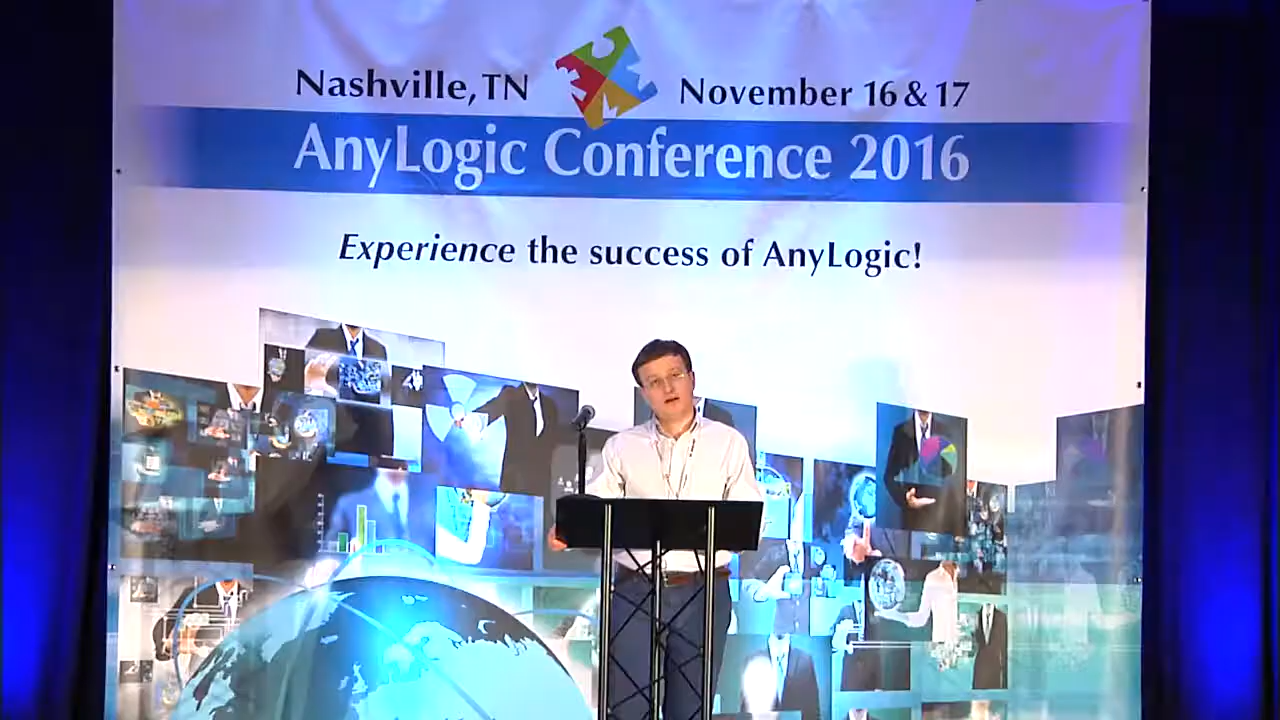 Nashville, TN November 16 & 17
AnyLogic Conference 2016
Experience the success of AnyLogic!